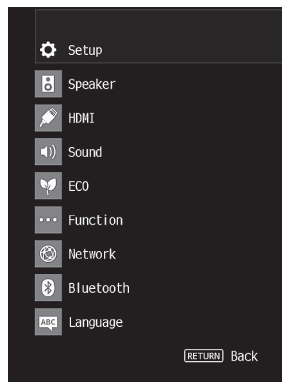 Setup
Speaker
HDMI
Sound
ECO
Function
Network
Bluetooth
ABC Language
RETURN Back